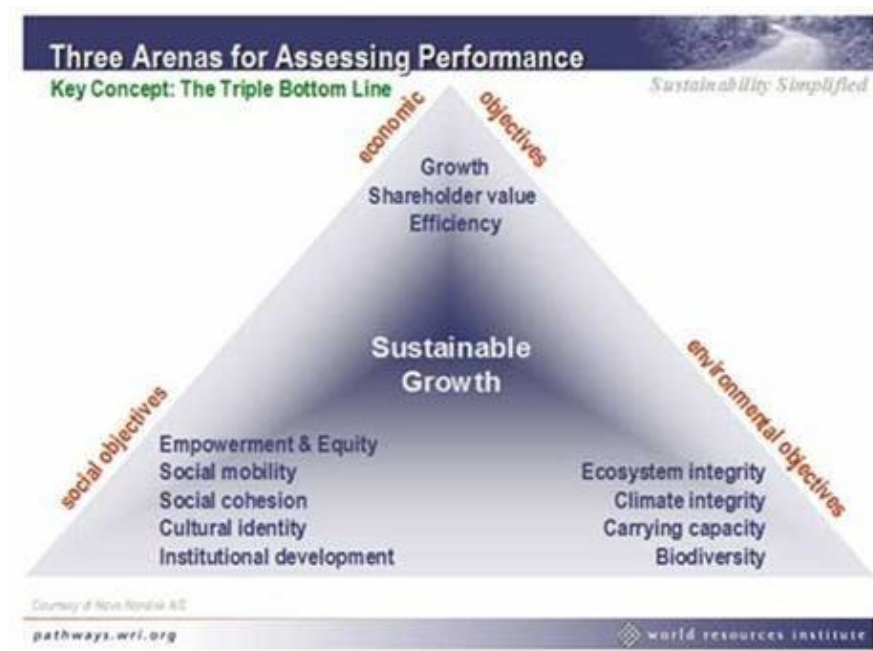 Three Arenas for Assessing Performance
Key Concept: The Triple Bottom Line
Sustainability Simplified
economic
objectives
Growth
Shareholder value
Efficiency
Sustainable
Growth
social objectives
environmental objectives
Empowerment & Equity
Social mobility
Social cohesion
Cultural identity
Institutional development
Ecosystem integrity
Climate integrity
Carrying capacity
Biodiversity
Courtesy of Novo Nordisk A/S
pathways.wri.org
world resources institute